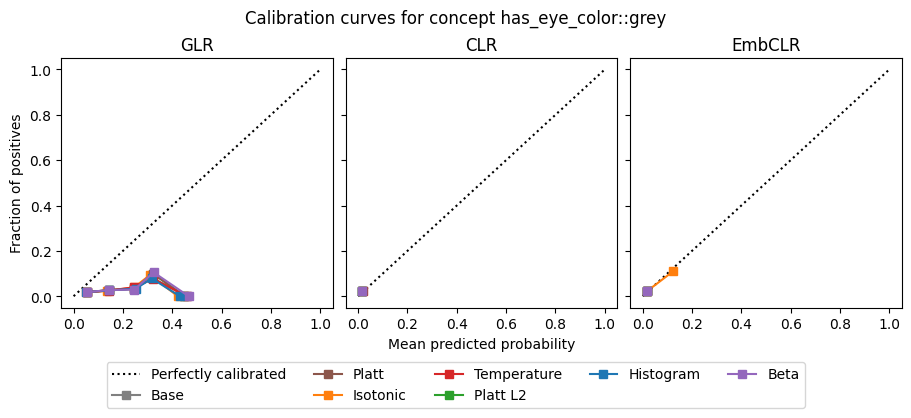 Calibration curves for concept has_eye_color::grey
GLR
CLR
EmbCLR
Fraction of positives
1.0
0.8
0.6
0.4
0.2
0.0
0.0 0.2 0.4 0.6 0.8 1.0
0.0 0.2 0.4 0.6 0.8 1.0
0.0 0.2 0.4 0.6 0.8 1.0
Mean predicted probability
Perfectly calibrated
Base
Platt
Isotonic
Temperature
Platt L2
Histogram
Beta